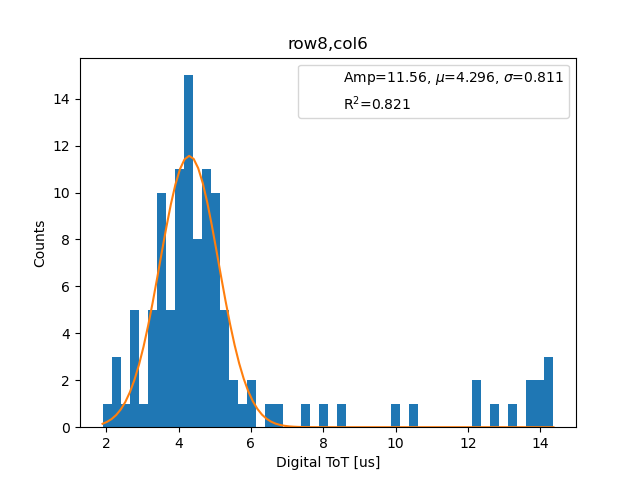 row8,col6
Amp=11.56, μ=4.296, σ=0.811
R²=0.821
14
12
10
8
6
4
2
0
Counts
2 4 6 8 10 12 14
Digital ToT [us]